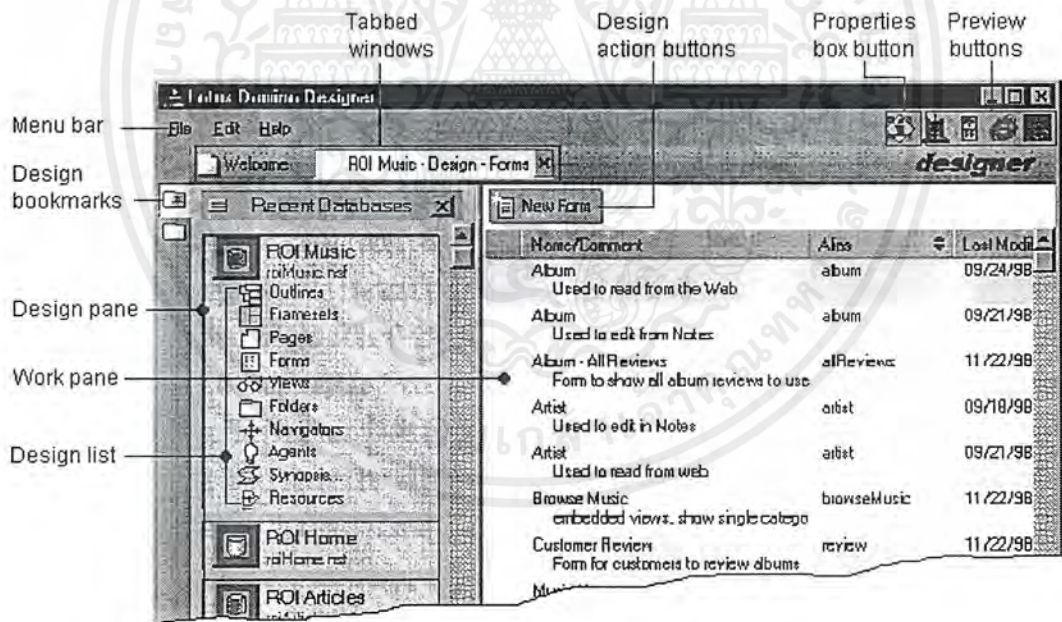 Tabbed windows
Design action buttons
Properties box button
Preview buttons
Lotus Domino Designer
Menu bar
File Edit Help
designer
Welcome
ROI Music - Design - Forms
Design bookmarks
Recent Databases
New Form
Name/Comment Alias Last Modif
ROI Music
roiMusic.nsf
Outlines
Framesets...
Pages
Forms
Views
Folders
Navigators
Agents
Synopsis...
Resources
Design pane
Work pane
Design list
ROI Home
roiHome.nsf
ROI Articles
Album album 09/24/98
Used to read from the Web
Album album 09/21/98
Used to edit from Notes
Album - All Reviews allReviews 11/22/98
Form to show all album reviews to use
Artist artist 09/18/98
Used to edit in Notes
Artist artist 09/21/98
Used to read from web
Browse Music browseMusic 11/22/98
embedded views, show single catego
Customer Review review 11/22/98
Form for customers to review albums